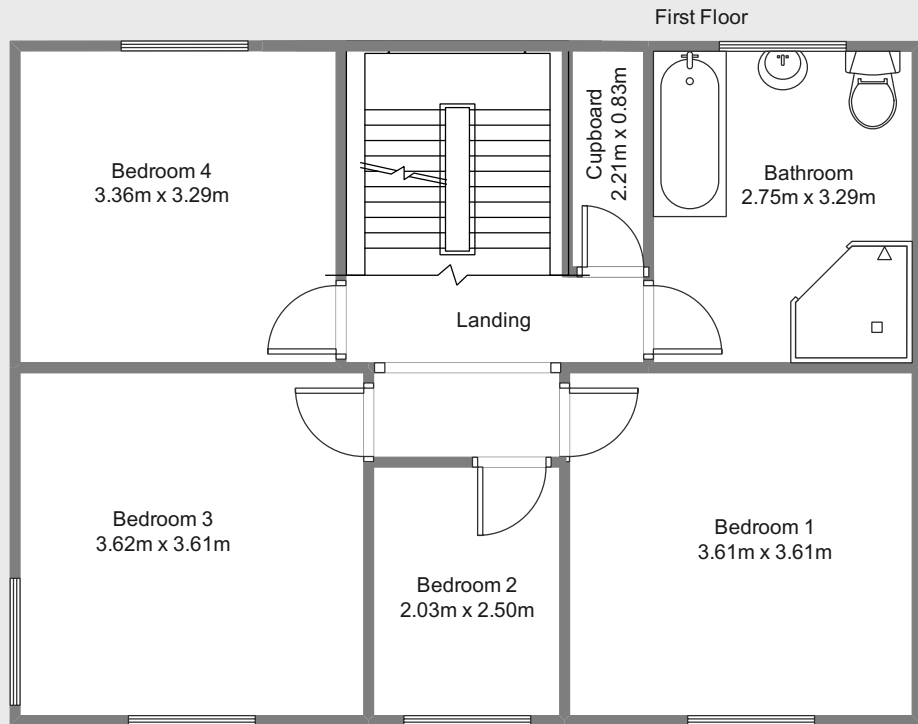 First Floor
Bedroom 4
3.36m x 3.29m
Cupboard
2.21m x 0.83m
Bathroom
2.75m x 3.29m
Landing
Bedroom 3
3.62m x 3.61m
Bedroom 2
2.03m x 2.50m
Bedroom 1
3.61m x 3.61m